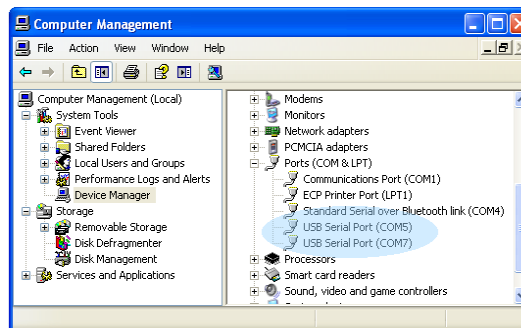 Computer Management
File Action View Window Help
Computer Management (Local)
System Tools
Event Viewer
Shared Folders
Local Users and Groups
Performance Logs and Alerts
Device Manager
Storage
Removable Storage
Disk Defragmenter
Disk Management
Services and Applications
Modems
Monitors
Network adapters
PCMCIA adapters
Ports (COM & LPT)
Communications Port (COM1)
ECP Printer Port (LPT1)
Standard Serial over Bluetooth link (COM4)
USB Serial Port (COM5)
USB Serial Port (COM7)
Processors
Smart card readers
Sound, video and game controllers